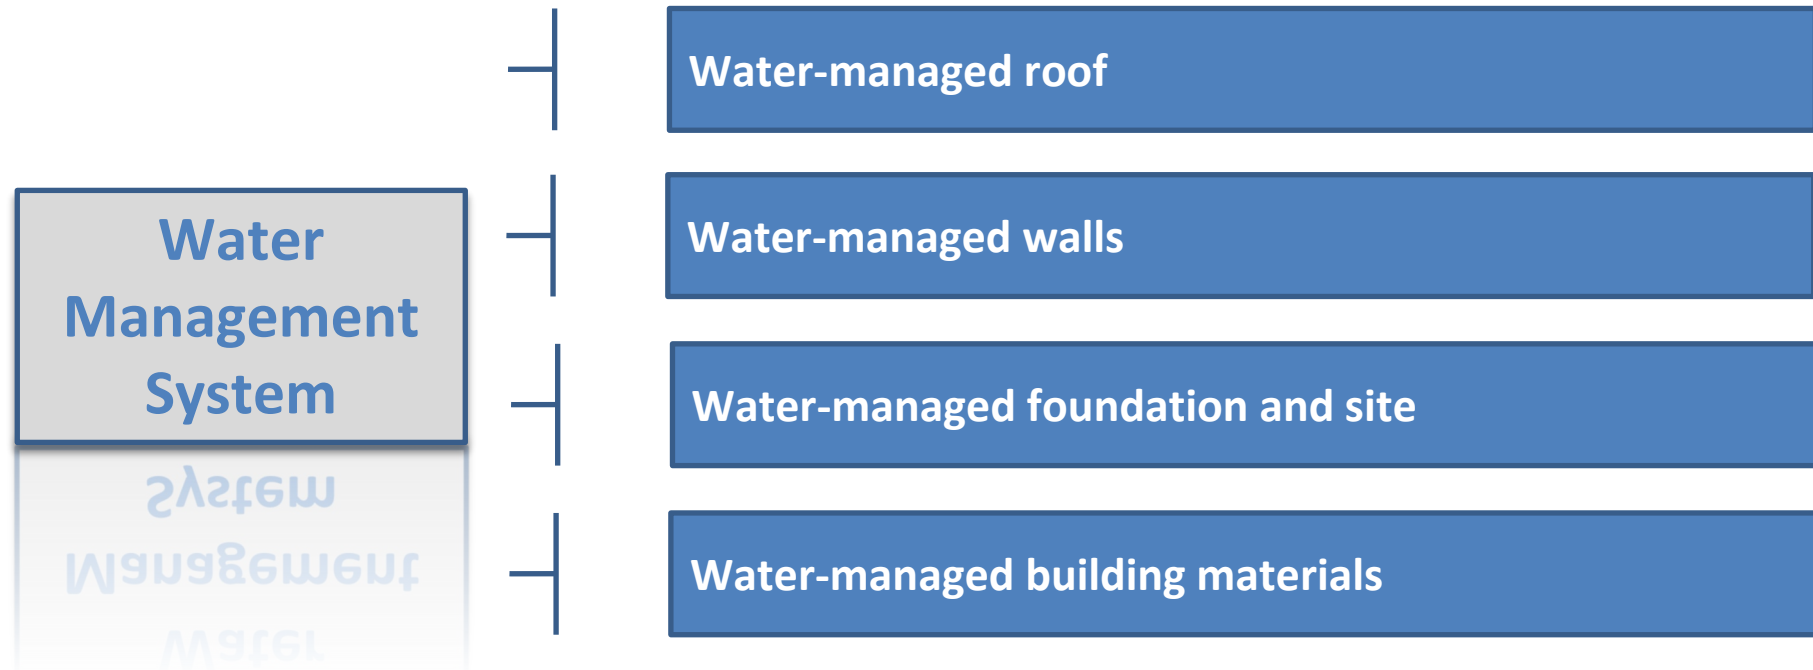 Water
Management
System
Water-managed roof
Water-managed walls
Water-managed foundation and site
Water-managed building materials